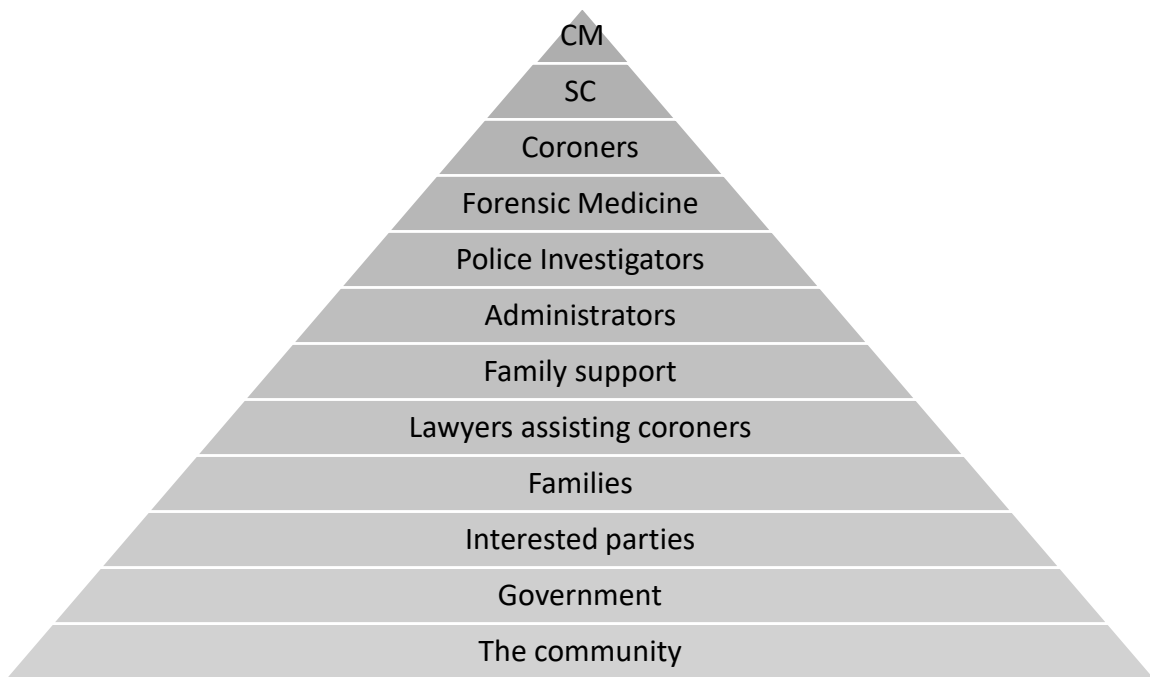 CM
SC
Coroners
Forensic Medicine
Police Investigators
Administrators
Family support
Lawyers assisting coroners
Families
Interested parties
Government
The community